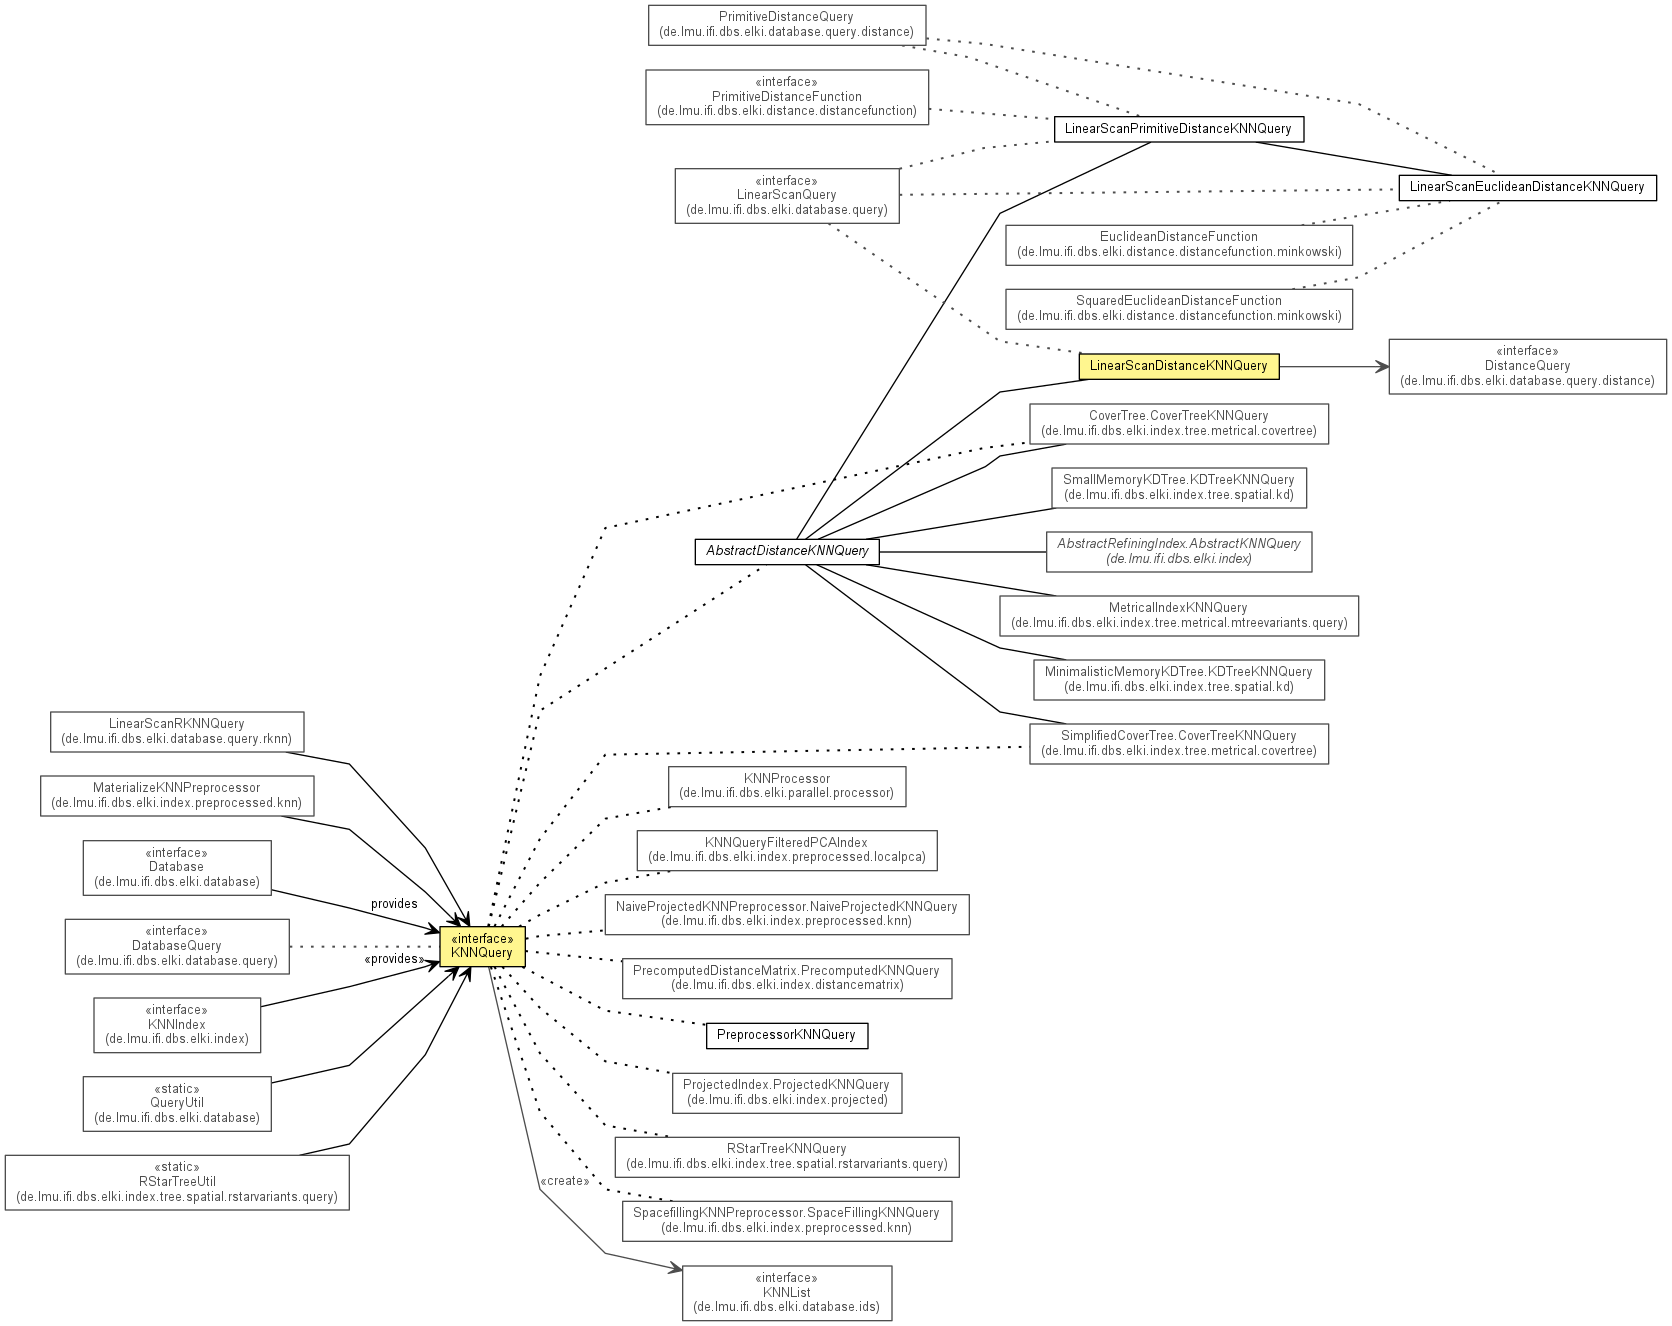 PrimitiveDistanceQuery
(de.lmu.ifi.dbs.elki.database.query.distance)
«interface»
PrimitiveDistanceFunction
(de.lmu.ifi.dbs.elki.distance.distancefunction)
LinearScanPrimitiveDistanceKNNQuery
«interface»
LinearScanQuery
(de.lmu.ifi.dbs.elki.database.query)
LinearScanEuclideanDistanceKNNQuery
EuclideanDistanceFunction
(de.lmu.ifi.dbs.elki.distance.distancefunction.minkowski)
SquaredEuclideanDistanceFunction
(de.lmu.ifi.dbs.elki.distance.distancefunction.minkowski)
LinearScanDistanceKNNQuery
«interface»
DistanceQuery
(de.lmu.ifi.dbs.elki.database.query.distance)
CoverTree.CoverTreeKNNQuery
(de.lmu.ifi.dbs.elki.index.tree.metrical.covertree)
SmallMemoryKDTree.KDTreeKNNQuery
(de.lmu.ifi.dbs.elki.index.tree.spatial.kd)
AbstractDistanceKNNQuery
AbstractRefiningIndex.AbstractKNNQuery
(de.lmu.ifi.dbs.elki.index)
MetricalIndexKNNQuery
(de.lmu.ifi.dbs.elki.index.tree.metrical.mtreevariants.query)
MinimalisticMemoryKDTree.KDTreeKNNQuery
(de.lmu.ifi.dbs.elki.index.tree.spatial.kd)
SimplifiedCoverTree.CoverTreeKNNQuery
(de.lmu.ifi.dbs.elki.index.tree.metrical.covertree)
LinearScanRKNNQuery
(de.lmu.ifi.dbs.elki.database.query.rknn)
MaterializeKNNPreprocessor
(de.lmu.ifi.dbs.elki.index.preprocessed.knn)
«interface»
Database
(de.lmu.ifi.dbs.elki.database)
provides
«interface»
DatabaseQuery
(de.lmu.ifi.dbs.elki.database.query)
«interface»
KNNQuery
«provides»
«interface»
KNNIndex
(de.lmu.ifi.dbs.elki.index)
«static»
QueryUtil
(de.lmu.ifi.dbs.elki.database)
«static»
RStarTreeUtil
(de.lmu.ifi.dbs.elki.index.tree.spatial.rstarvariants.query)
KNNProcessor
(de.lmu.ifi.dbs.elki.parallel.processor)
KNNQueryFilteredPCAIndex
(de.lmu.ifi.dbs.elki.index.preprocessed.localpca)
NaiveProjectedKNNPreprocessor.NaiveProjectedKNNQuery
(de.lmu.ifi.dbs.elki.index.preprocessed.knn)
PrecomputedDistanceMatrix.PrecomputedKNNQuery
(de.lmu.ifi.dbs.elki.index.distancematrix)
PreprocessorKNNQuery
ProjectedIndex.ProjectedKNNQuery
(de.lmu.ifi.dbs.elki.index.projected)
RStarTreeKNNQuery
(de.lmu.ifi.dbs.elki.index.tree.spatial.rstarvariants.query)
«create»
SpacefillingKNNPreprocessor.SpaceFillingKNNQuery
(de.lmu.ifi.dbs.elki.index.preprocessed.knn)
«interface»
KNNList
(de.lmu.ifi.dbs.elki.database.ids)